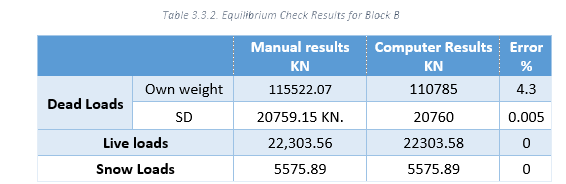 Table 3.3.2. Equilibrium Check Results for Block B
Manual results KN Computer Results KN Error %
Dead Loads Own weight 115522.07 110785 4.3
SD 20759.15 KN. 20760 0.005
Live loads 22,303.56 22303.58 0
Snow Loads 5575.89 5575.89 0